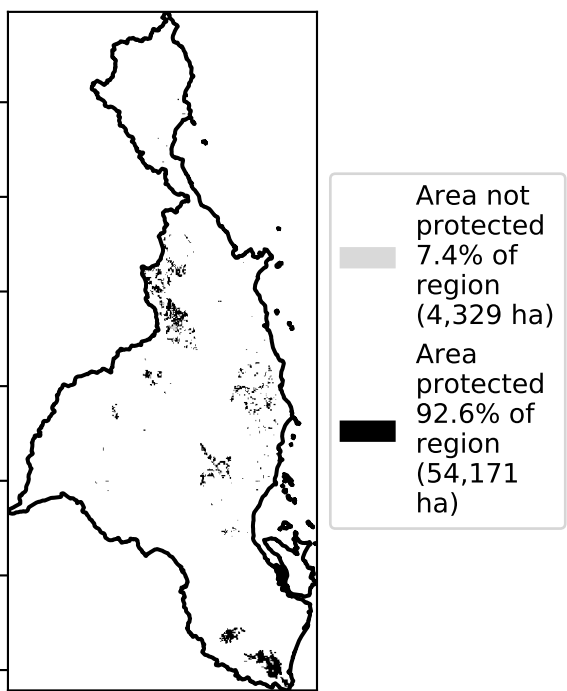 Area not
protected
7.4% of
region
(4,329 ha)
Area
protected
92.6% of
region
(54,171
ha)